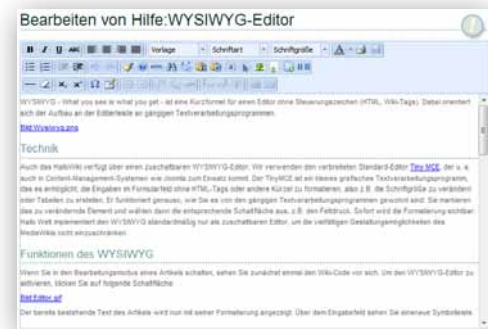 Bearbeiten von Hilfe:WYSIWYG-Editor
B I U ABC Vorlage Schriftart Schriftgröße
WYSIWYG - What you see is what you get - ist eine Kurzformel für einen Editor ohne Steuerungszeichen (HTML, Wiki-Tags). Dabei orientiert
sich der Aufbau an der Editierleiste an gängigen Textverarbeitungsprogrammen.
Bild:Wysiwyg.png
Technik
Auch das HalloWiki verfügt über einen zuschaltbaren WYSIWYG-Editor. Wir verwenden den verbreiteten Standard-Editor Tiny MCE, der u. a.
auch in Content-Management-Systemen wie Joomla zum Einsatz kommt. Der TinyMCE ist ein kleines grafisches Textverarbeitungsprogramm,
das es ermöglicht, die Eingaben im Formularfeld ohne HTML-Tags oder andere Kürzel zu formatieren, also z.B. die Schriftgröße zu verändern
oder Tabellen zu erstellen. Er funktioniert genauso, wie Sie es von den gängigen Textverarbeitungsprogrammen gewohnt sind: Sie markieren
das zu verändernde Element und wählen dann die entsprechende Schaltfläche aus, z.B. den Fettdruck. Sofort wird die Formatierung sichtbar.
Hallo Welt implementiert den WYSIWYG standardmäßig nur als zuschaltbaren Editor, um die vielfältigen Gestaltungsmöglichkeiten des
MediaWikis nicht einzuschränken.
Funktionen des WYSIWYG
Wenn Sie in den Bearbeitungsmodus eines Artikels schalten, sehen Sie zunächst einmal den Wiki-Code vor sich. Um den WYSIWYG-Editor zu
aktivieren, klicken Sie auf folgende Schaltfläche
Bild:Editor.gif
Der bereits bestehende Text des Artikels wird nun mit seiner Formatierung angezeigt. Über dem Eingabefeld sehen Sie eine neue Symbolleiste.